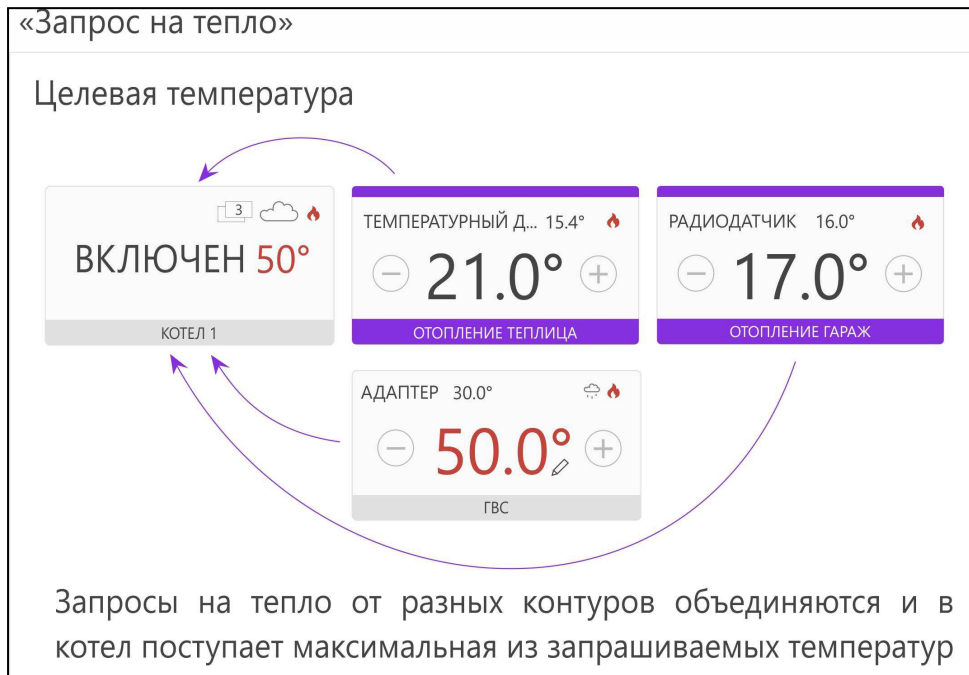 «Запрос на тепло»
Целевая температура
3
ВКЛЮЧЕН 50°
КОТЕЛ 1
ТЕМПЕРАТУРНЫЙ Д... 15.4°
− 21.0° +
ОТОПЛЕНИЕ ТЕПЛИЦА
РАДИОДАТЧИК 16.0°
− 17.0° +
ОТОПЛЕНИЕ ГАРАЖ
АДАПТЕР 30.0°
− 50.0° +
ГВС
Запросы на тепло от разных контуров объединяются и в
котел поступает максимальная из запрашиваемых температур